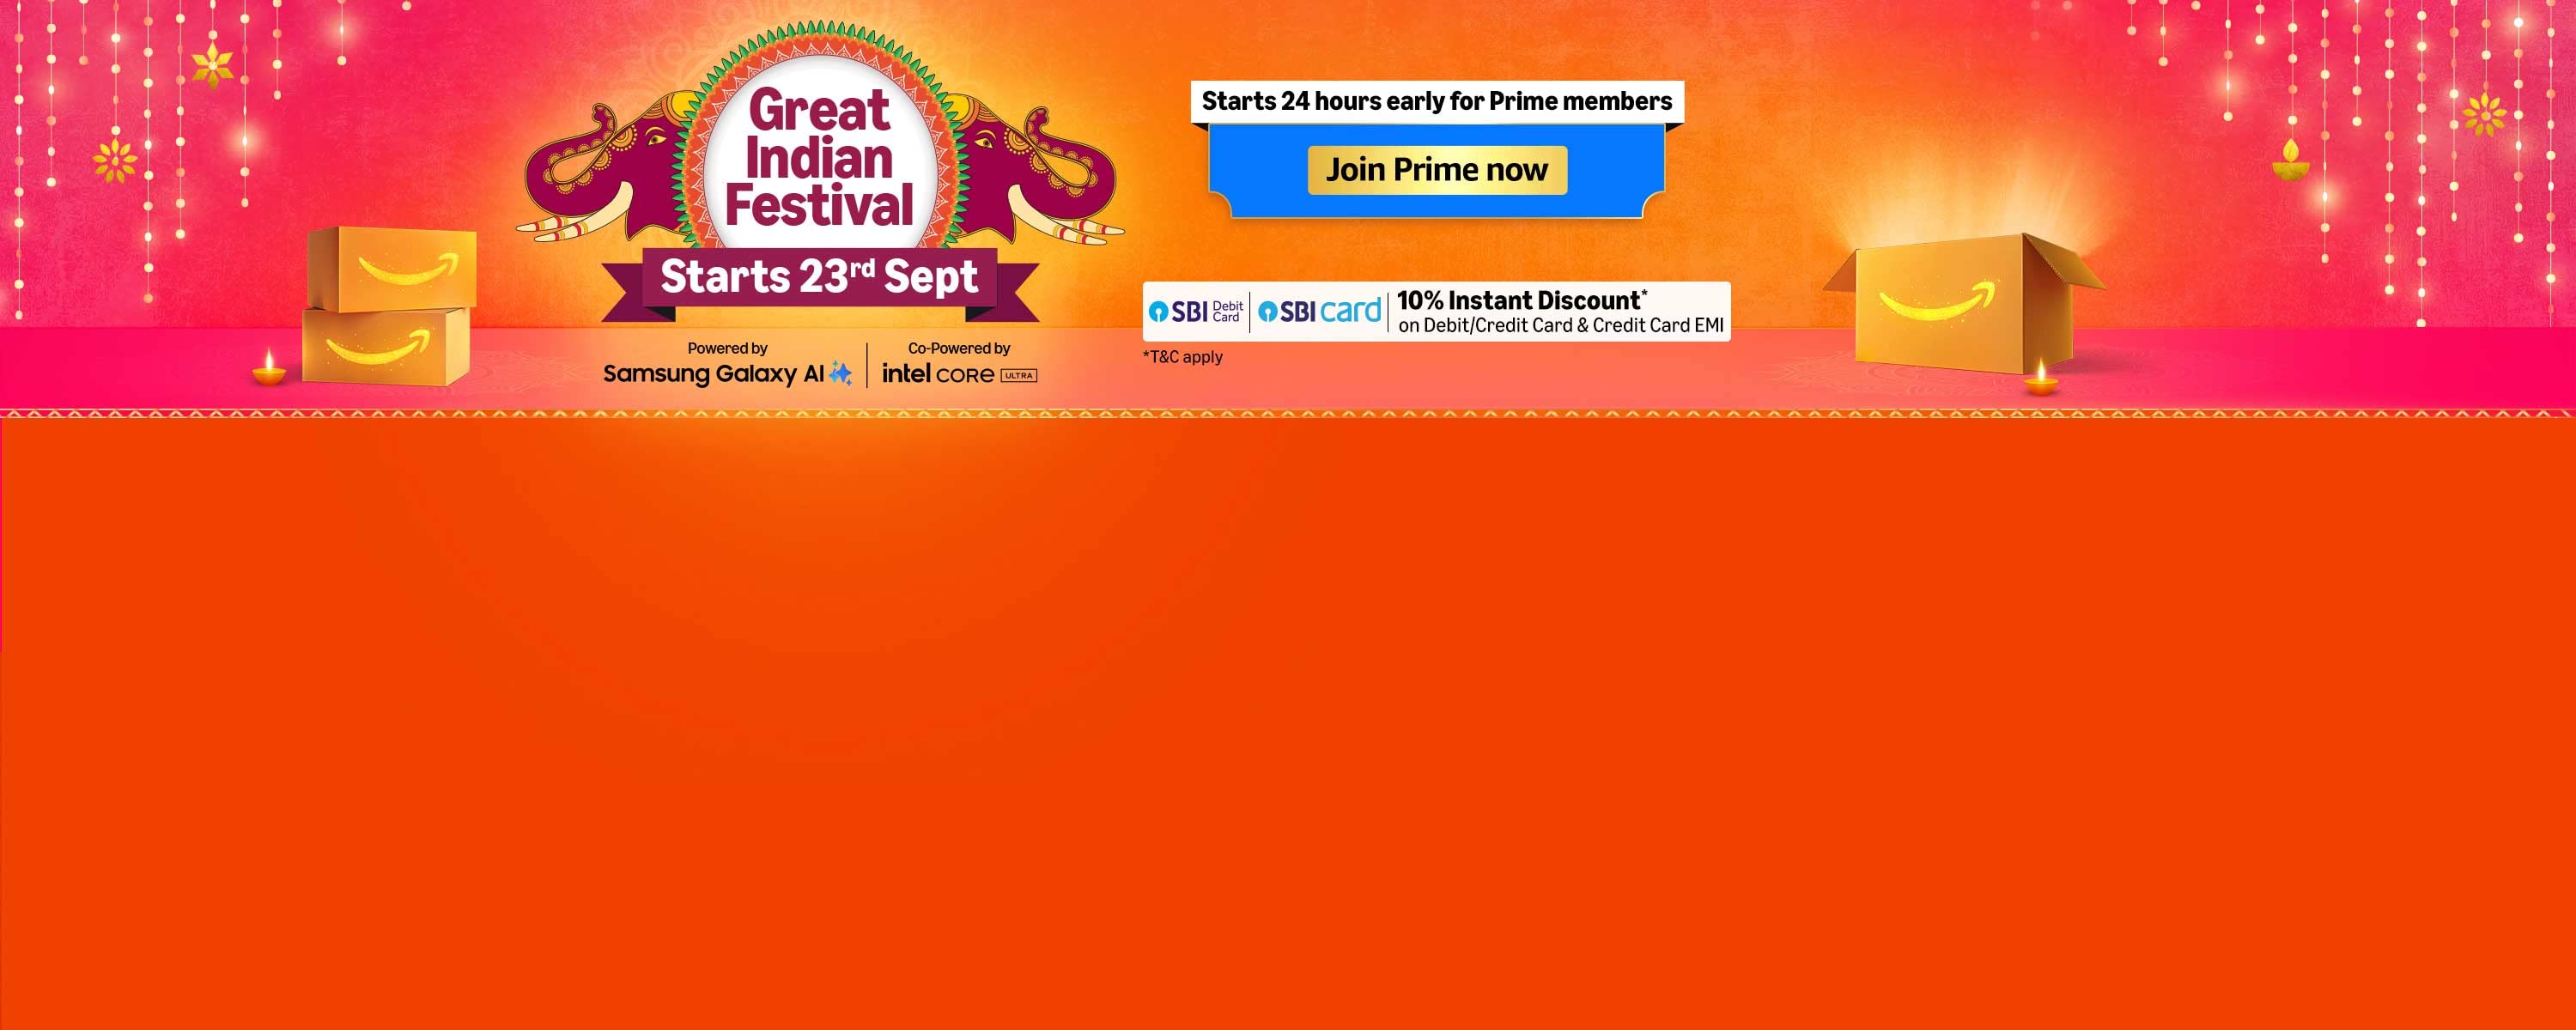 Great
Indian
Festival
Starts 23rd Sept
Powered by
Samsung Galaxy AI
Co-Powered by
intel CORE ULTRA
Starts 24 hours early for Prime members
Join Prime now
SBI Debit Card
SBI card
10% Instant Discount*
on Debit/Credit Card & Credit Card EMI
*T&C apply